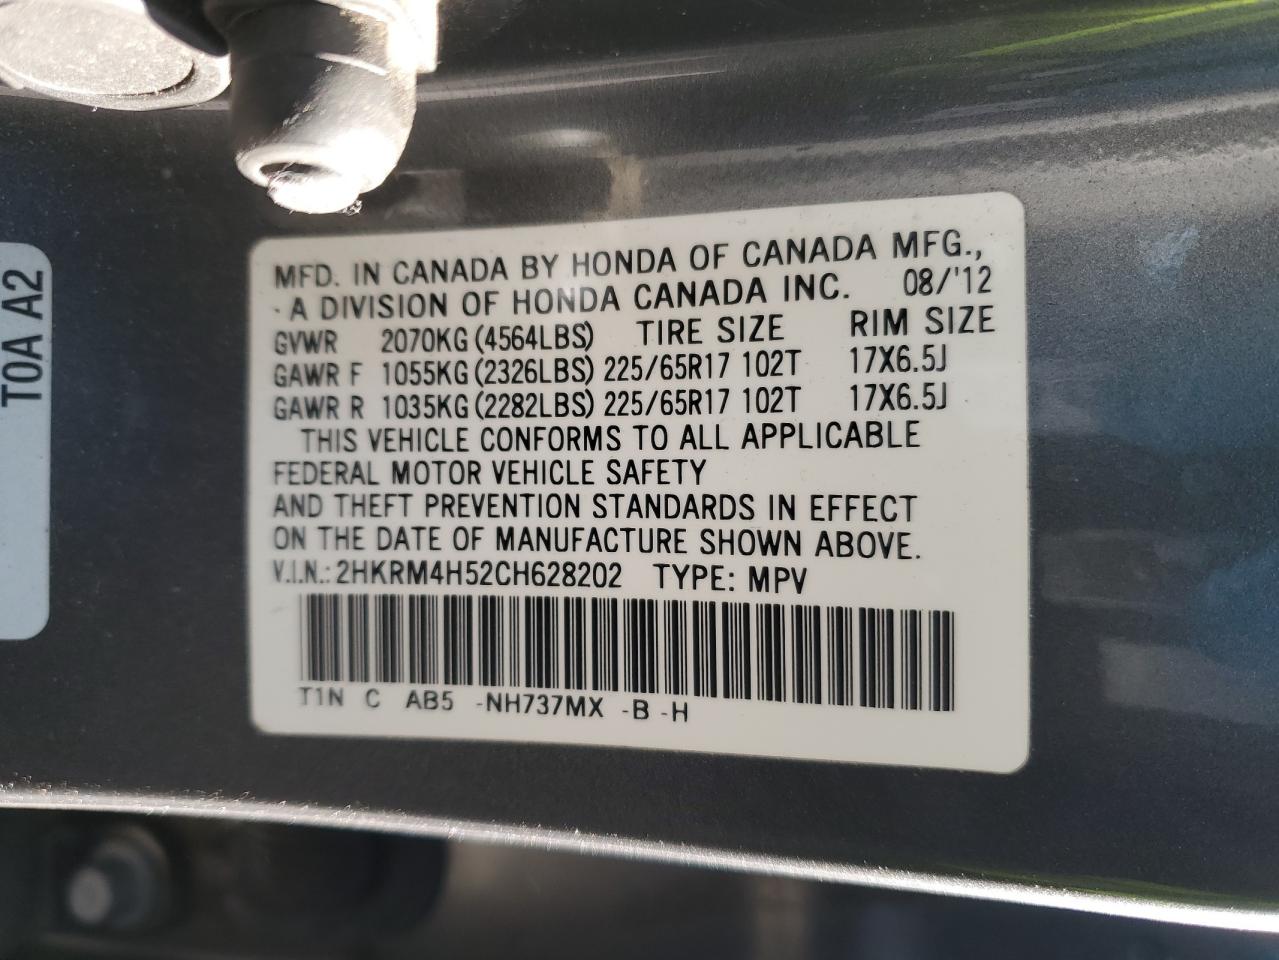 MFD. IN CANADA BY HONDA OF CANADA MFG.,
- A DIVISION OF HONDA CANADA INC. 08/'12
GVWR 2070KG (4564LBS) TIRE SIZE RIM SIZE
GAWR F 1055KG (2326LBS) 225/65R17 102T 17X6.5J
GAWR R 1035KG (2282LBS) 225/65R17 102T 17X6.5J
THIS VEHICLE CONFORMS TO ALL APPLICABLE
FEDERAL MOTOR VEHICLE SAFETY
AND THEFT PREVENTION STANDARDS IN EFFECT
ON THE DATE OF MANUFACTURE SHOWN ABOVE.
V.I.N.: 2HKRM4H52CH628202 TYPE: MPV
T1N C AB5 -NH737MX -B -H
T0A A2